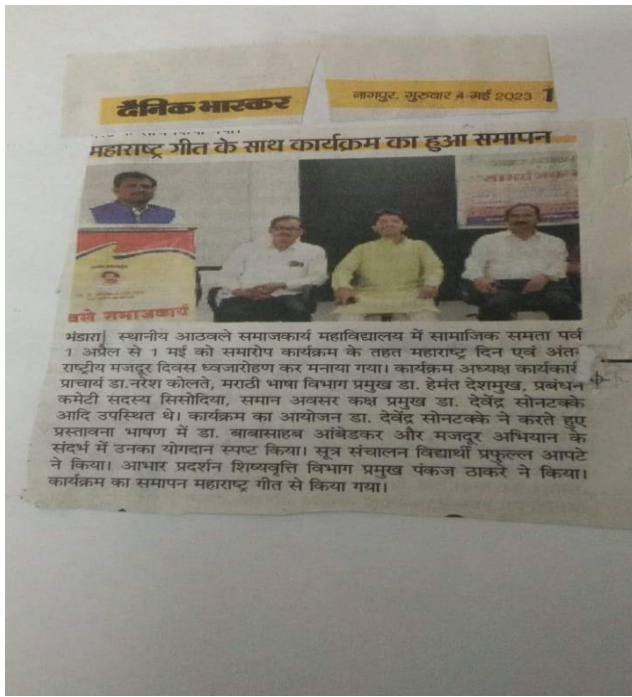 दैनिक भास्कर
नागपुर, गुरुवार 4 मई 2023
महाराष्ट्र गीत के साथ कार्यक्रम का हुआ समापन
भंडारा| स्थानीय आठवले समाजकार्य महाविद्यालय में सामाजिक समता पर्व
1 अप्रैल से 1 मई को समारोप कार्यक्रम के तहत महाराष्ट्र दिन एवं अंत-
राष्ट्रीय मजदूर दिवस ध्वजारोहण कर मनाया गया। कार्यक्रम अध्यक्ष कार्यकारी
प्राचार्य डा.नरेश कोलते, मराठी भाषा विभाग प्रमुख डा. हेमंत देशमुख, प्रबंधन
कमेटी सदस्य सिसोदिया, समान अवसर कक्ष प्रमुख डा. देवेंद्र सोनटक्के
आदि उपस्थित थे। कार्यक्रम का आयोजन डा. देवेंद्र सोनटक्के ने करते हुए
प्रस्तावना भाषण में डा. बाबासाहब आंबेडकर और मजदूर अभियान के
संदर्भ में उनका योगदान स्पष्ट किया। सूत्र संचालन विद्यार्थी प्रफुल्ल आपटे
ने किया। आभार प्रदर्शन शिष्यवृत्ति विभाग प्रमुख पंकज ठाकरे ने किया।
कार्यक्रम का समापन महाराष्ट्र गीत से किया गया।